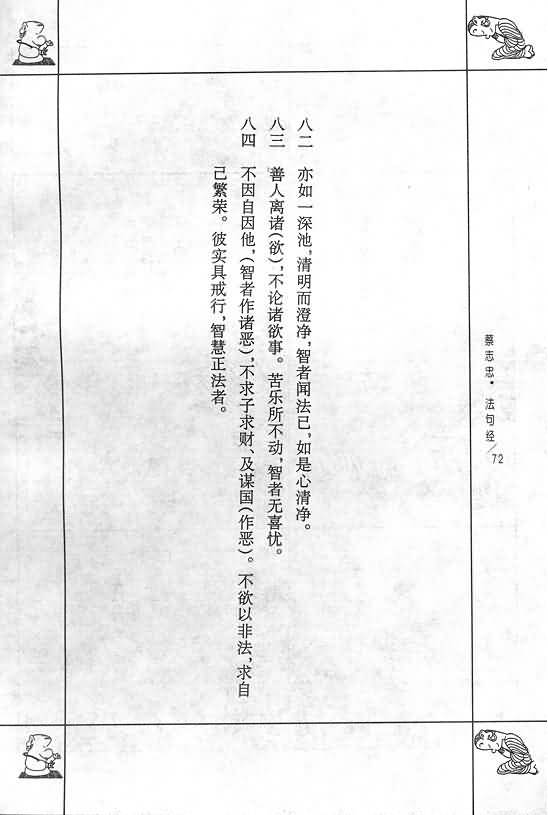 八二 亦如一深池,清明而澄净,智者闻法已,如是心清净。
八三 善人离诸(欲),不论诸欲事。苦乐所不动,智者无喜忧。
八四 不因自因他,(智者作诸恶),不求子求财、及谋国(作恶)。不欲以非法,求自
己繁荣。彼实具戒行,智慧正法者。
蔡志忠·法句经/72